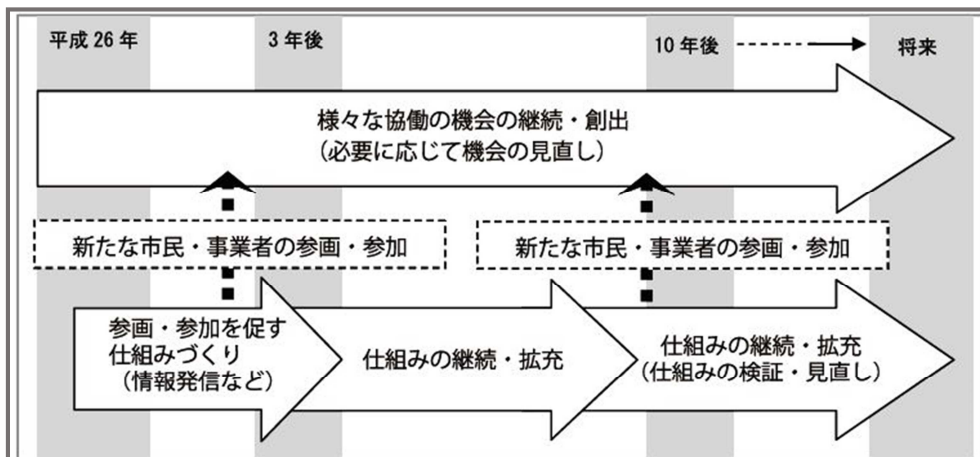 平成26年
3年後
10年後
将来
様々な協働の機会の継続・創出
(必要に応じて機会の見直し)
新たな市民・事業者の参画・参加
新たな市民・事業者の参画・参加
参画・参加を促す
仕組みづくり
(情報発信など)
仕組みの継続・拡充
仕組みの継続・拡充
(仕組みの検証・見直し)